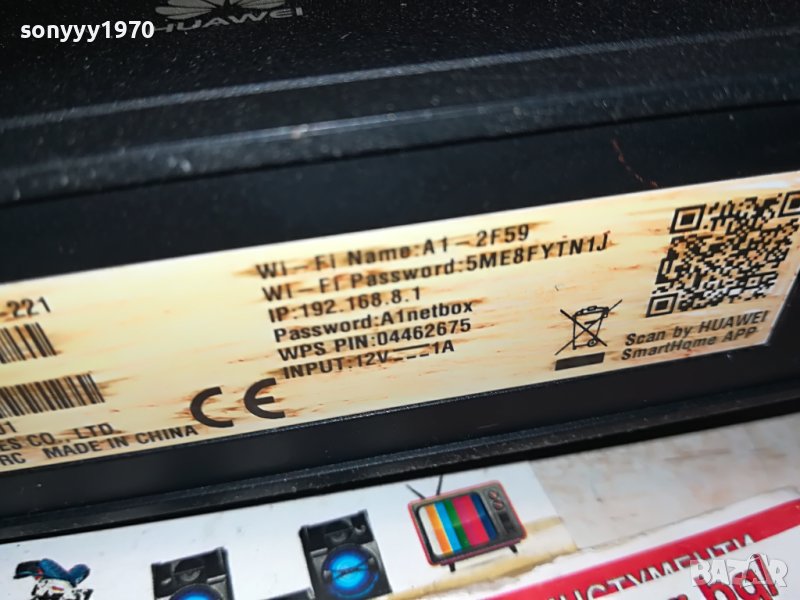 sonyyy1970
HUAWEI
Wi-Fi Name:A1-2F59
Wi-Fi Password:5ME8FYTN1J
IP:192.168.8.1
Password:A1netbox
WPS PIN:04462675
INPUT:12V---1A
-221
01
ES CO., LTD.
RC MADE IN CHINA
CE
Scan by HUAWEI
SmartHome APP
BAZAR